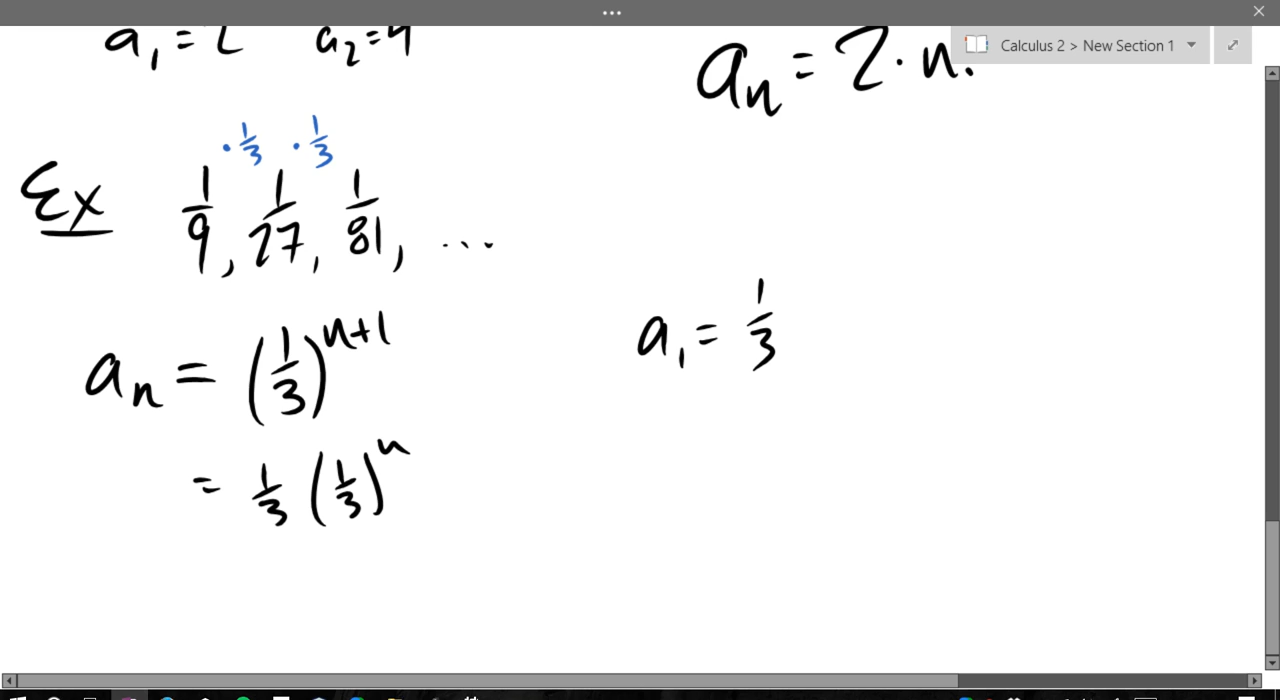 ...
Calculus 2 > New Section 1
a₁ = 2 a₂=4
aₙ = 2 · n.
· 1/3 · 1/3
Ex 1/9, 1/27, 1/81, ...
aₙ = (1/3)ⁿ⁺¹
a₁ = 1/3
= 1/3 (1/3)ⁿ